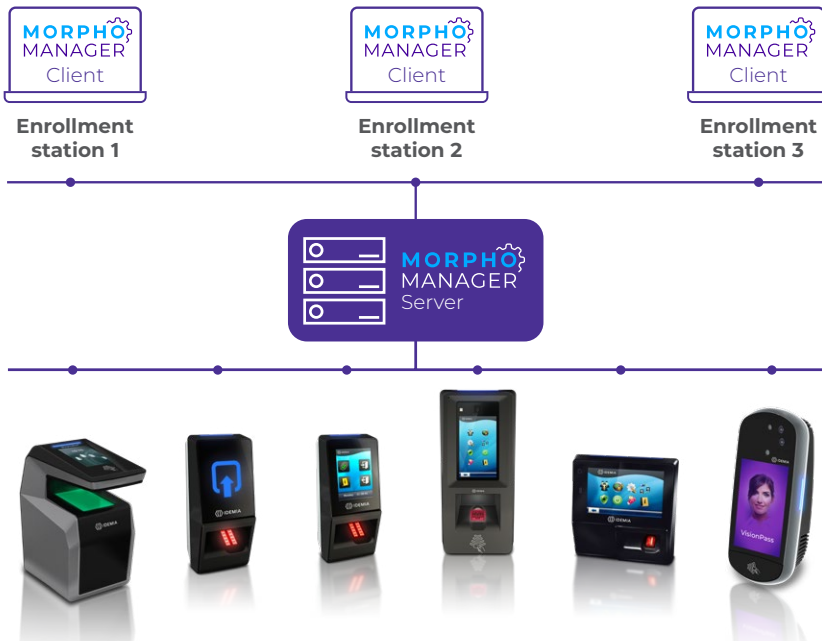 MORPHO
MANAGER
Client
MORPHO
MANAGER
Client
MORPHO
MANAGER
Client
Enrollment
station 1
Enrollment
station 2
Enrollment
station 3
MORPHO
MANAGER
Server
IDEMIA
IDEMIA
IDEMIA
IDEMIA
IDEMIA
VisionPass